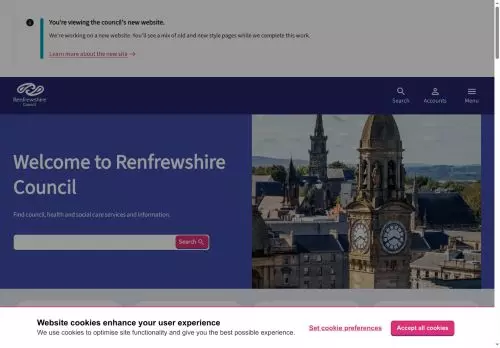 You're viewing the council's new website.
We're working on a new website. You'll see a mix of old and new style pages while we complete this work.
Learn more about the new site →
Renfrewshire
Council
Search
Accounts
Menu
Welcome to Renfrewshire
Council
Find council, health and social care services and information.
Search
Website cookies enhance your user experience
We use cookies to optimise site functionality and give you the best possible experience.
Set cookie preferences
Accept all cookies